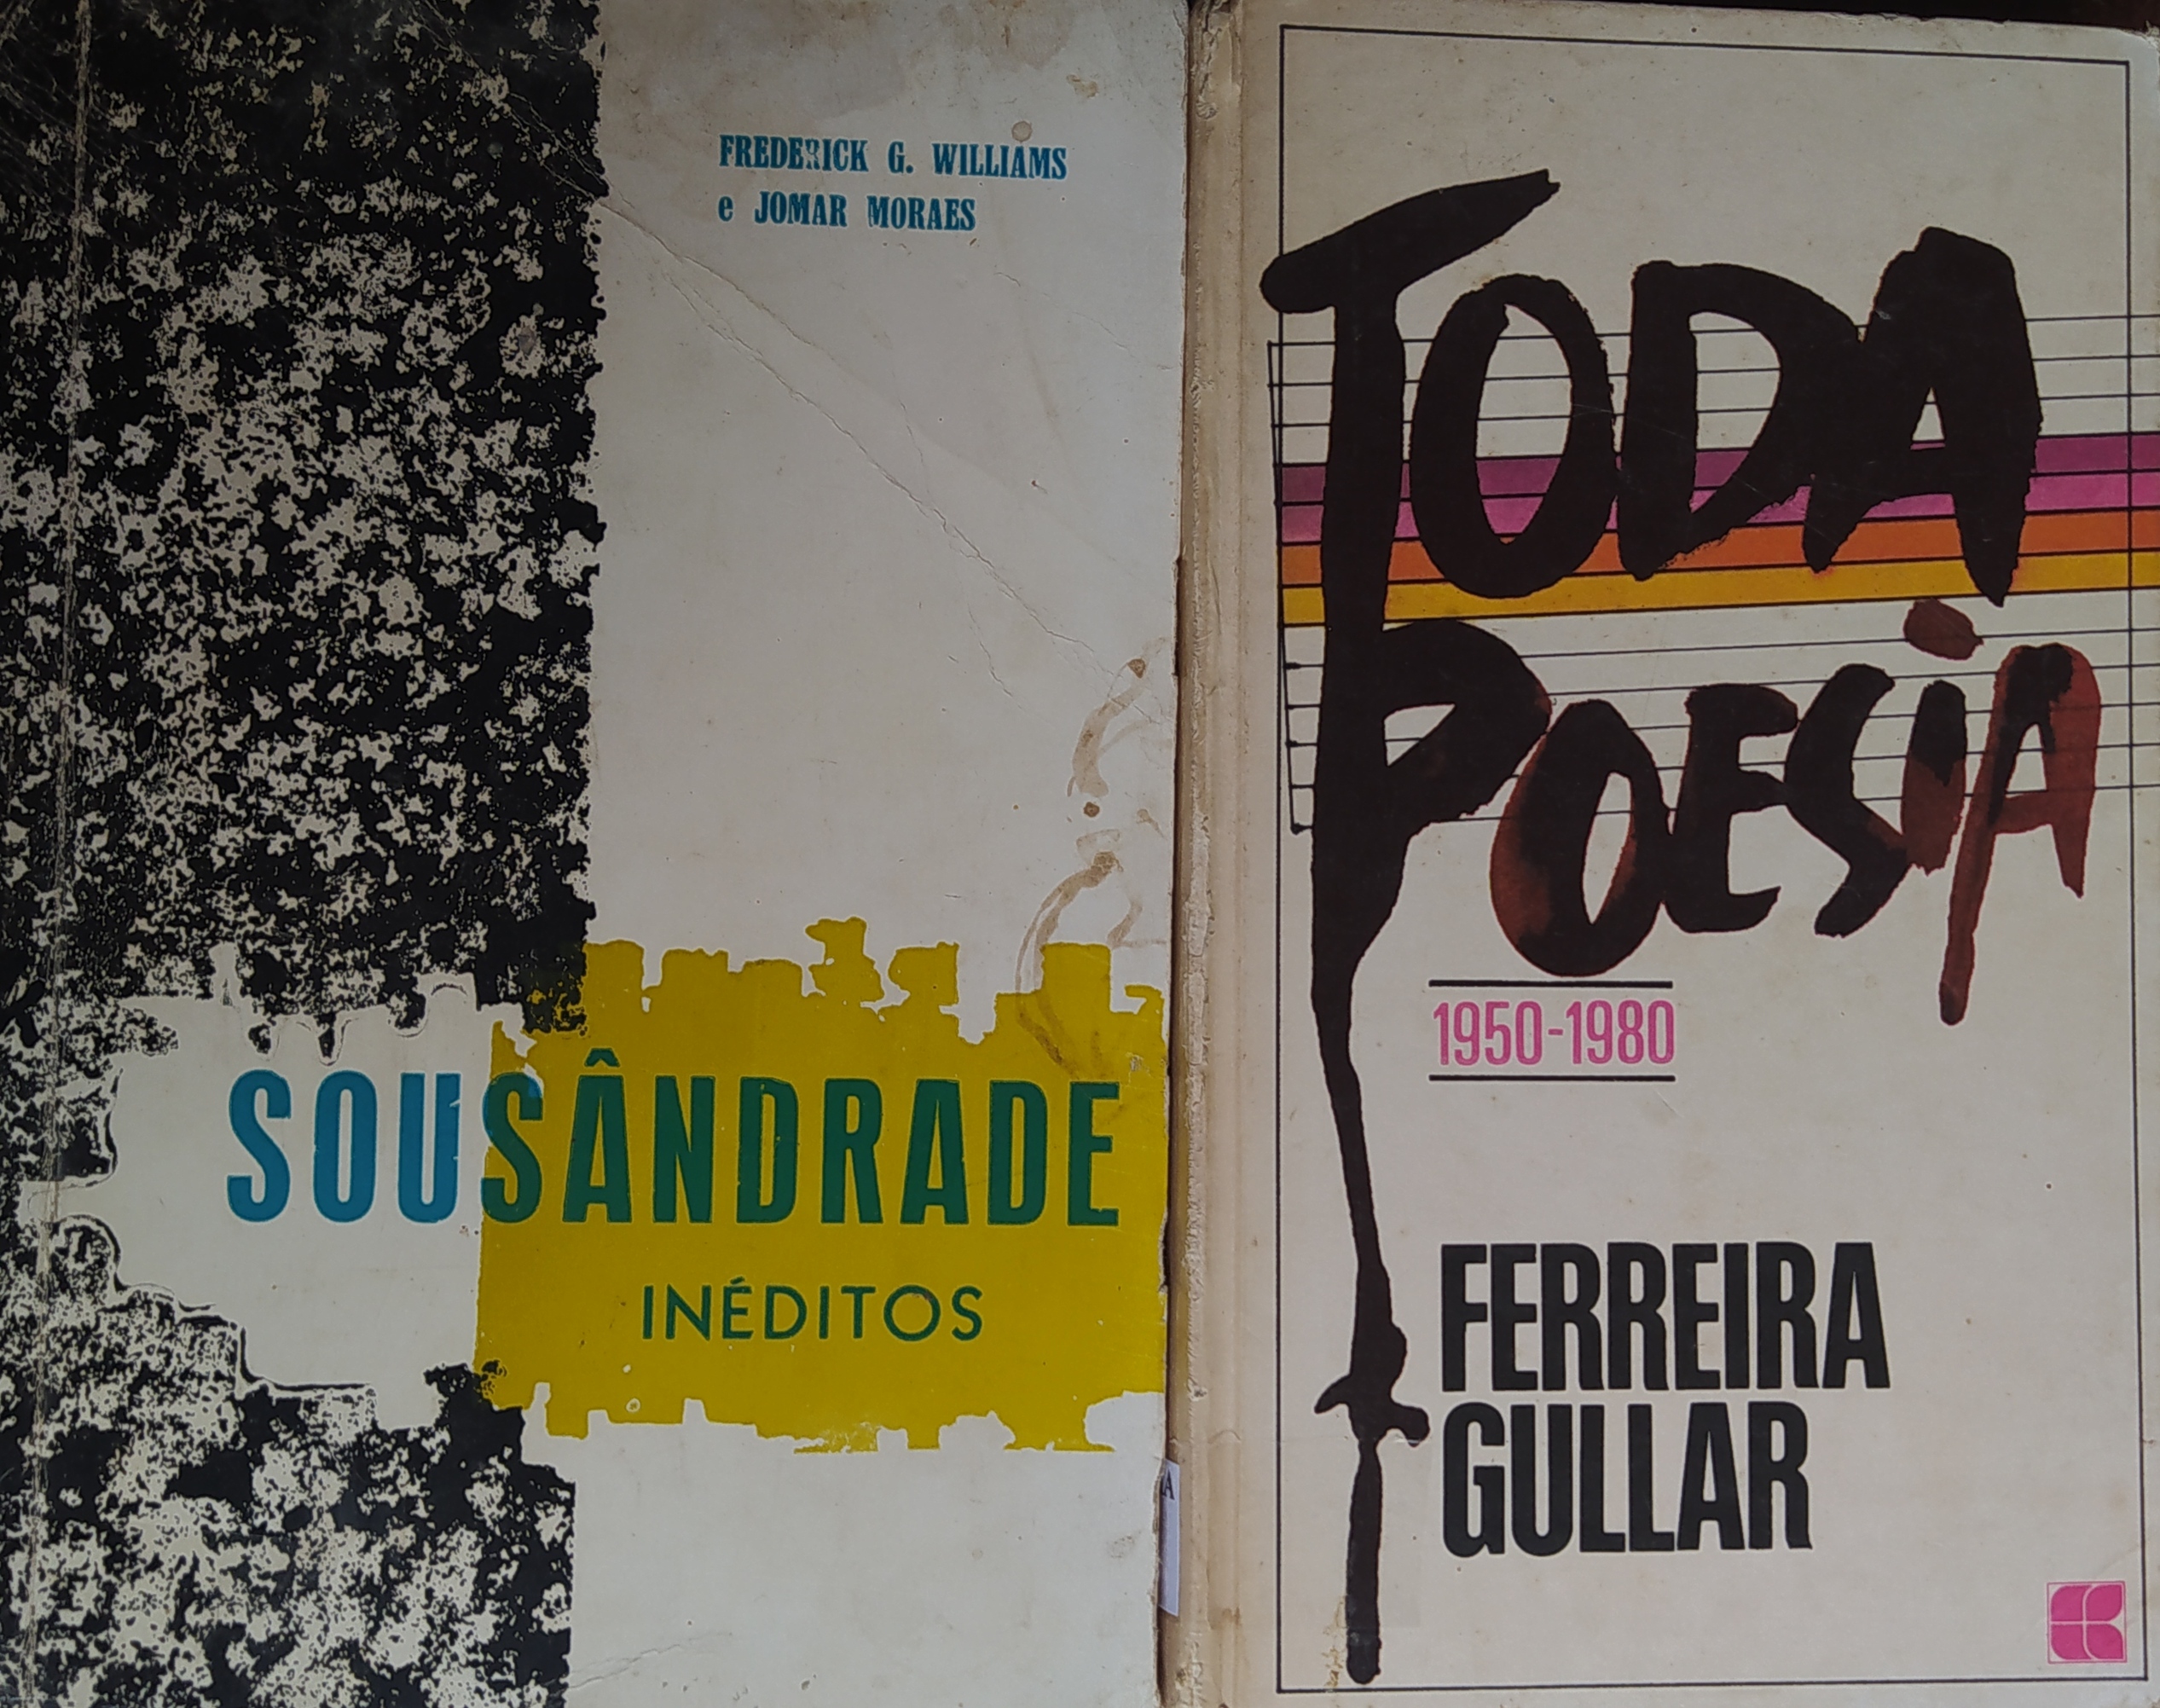 FREDERICK G. WILLIAMS
e JOMAR MORAES
SOUSÂNDRADE
INÉDITOS
TODA
POESIA
1950-1980
FERREIRA
GULLAR